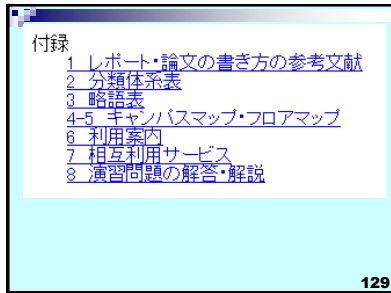 付録
1 レポート・論文の書き方の参考文献
2 分類体系表
3 略語表
4-5 キャンパスマップ・フロアマップ
6 利用案内
7 相互利用サービス
8 演習問題の解答・解説
129